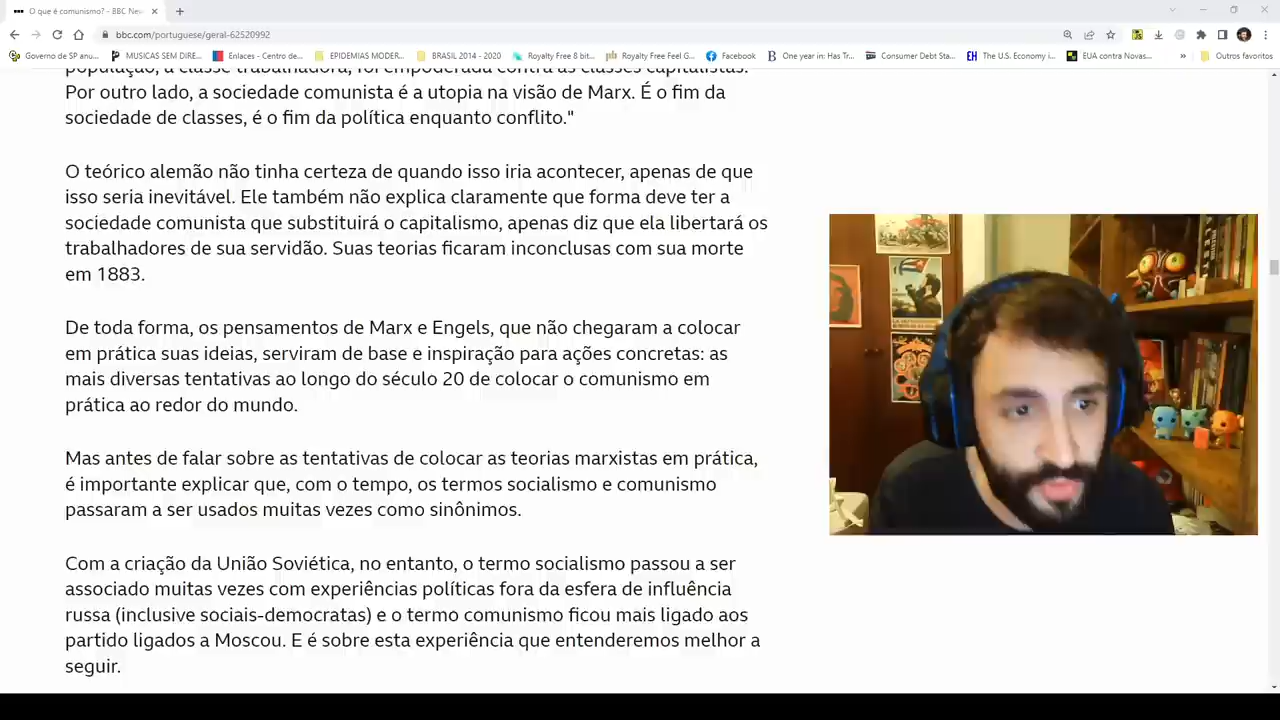 O que é comunismo? - BBC Ne
bbc.com/portuguese/geral-62520992
Governo de SP anu...
MUSICAS SEM DIRE...
Enlaces - Centro de...
EPIDEMIAS MODER...
BRASIL 2014 - 2020
Royalty Free 8 bit...
Royalty Free Feel G...
Facebook
One year in: Has Tr...
Consumer Debt Sta...
The U.S. Economy i...
EUA contra Novas...
»
Outros favoritos
população, a classe trabalhadora, foi empoderada contra as classes capitalistas.
Por outro lado, a sociedade comunista é a utopia na visão de Marx. É o fim da
sociedade de classes, é o fim da política enquanto conflito."
O teórico alemão não tinha certeza de quando isso iria acontecer, apenas de que
isso seria inevitável. Ele também não explica claramente que forma deve ter a
sociedade comunista que substituirá o capitalismo, apenas diz que ela libertará os
trabalhadores de sua servidão. Suas teorias ficaram inconclusas com sua morte
em 1883.
De toda forma, os pensamentos de Marx e Engels, que não chegaram a colocar
em prática suas ideias, serviram de base e inspiração para ações concretas: as
mais diversas tentativas ao longo do século 20 de colocar o comunismo em
prática ao redor do mundo.
Mas antes de falar sobre as tentativas de colocar as teorias marxistas em prática,
é importante explicar que, com o tempo, os termos socialismo e comunismo
passaram a ser usados muitas vezes como sinônimos.
Com a criação da União Soviética, no entanto, o termo socialismo passou a ser
associado muitas vezes com experiências políticas fora da esfera de influência
russa (inclusive sociais-democratas) e o termo comunismo ficou mais ligado aos
partido ligados a Moscou. E é sobre esta experiência que entenderemos melhor a
seguir.